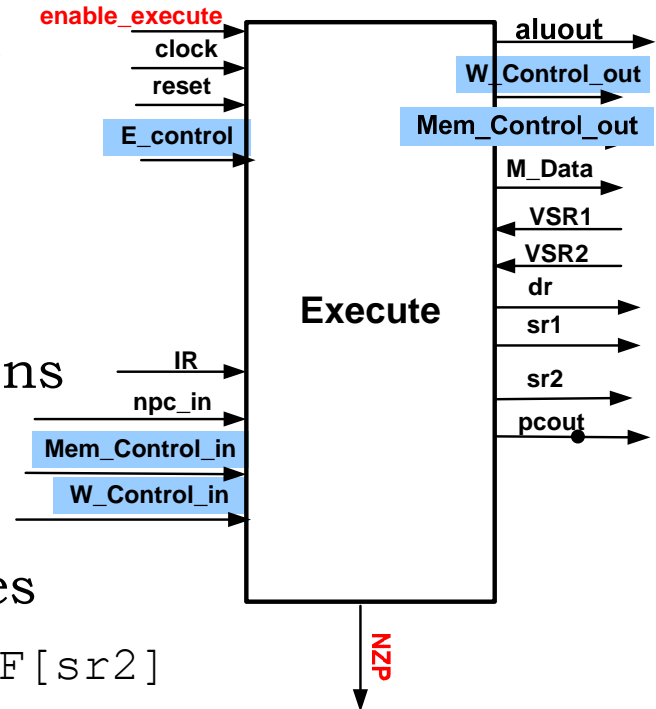 enable_execute
clock
reset
E_control
aluout
W_Control_out
Mem_Control_out
M_Data
VSR1
VSR2
dr
sr1
sr2
pcout
Execute
IR
npc_in
Mem_Control_in
W_Control_in
NZP
ns
es
F[sr2]